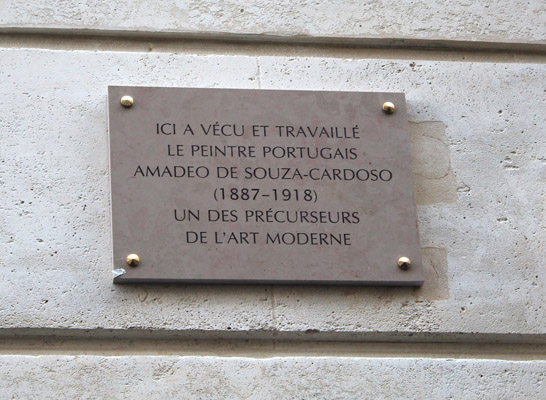 ICI A VÉCU ET TRAVAILLÉ
LE PEINTRE PORTUGAIS
AMADEO DE SOUZA-CARDOSO
(1887-1918)
UN DES PRÉCURSEURS
DE L'ART MODERNE